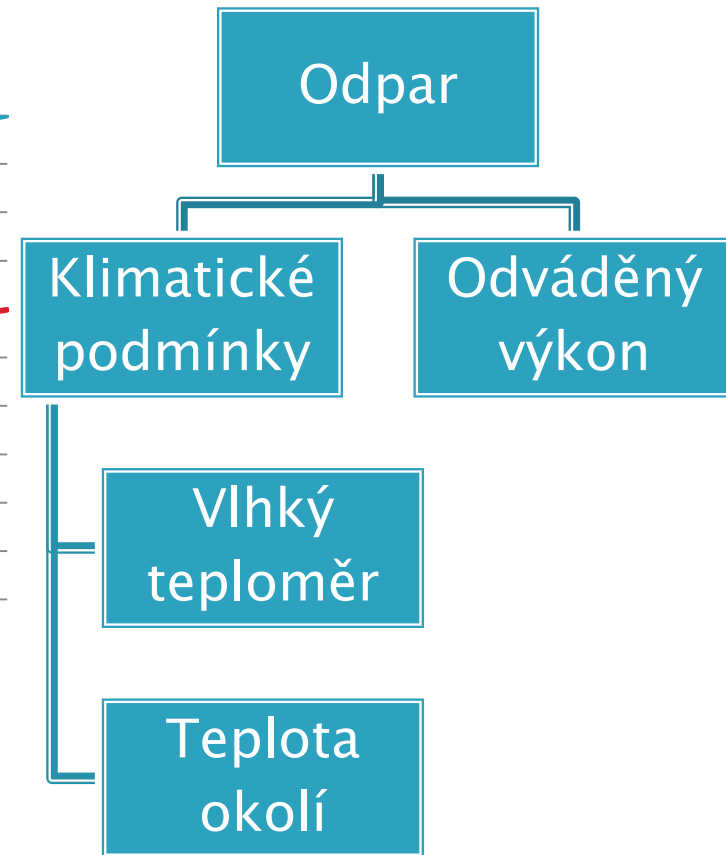 Odpar
Klimatické
podmínky
Odváděný
výkon
Vlhký
teploměr
Teplota
okolí